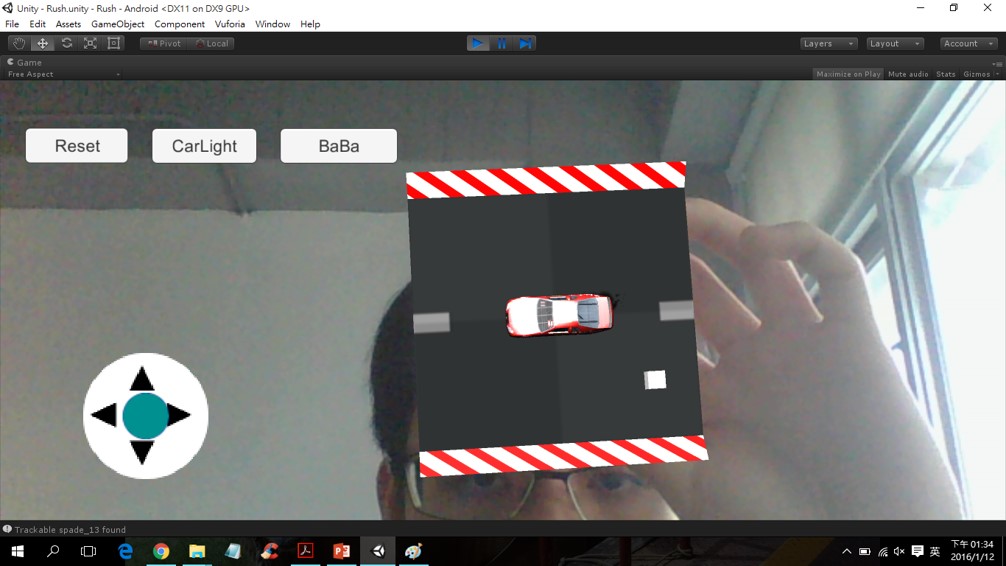 Unity - Rush.unity - Rush - Android <DX11 on DX9 GPU>
File Edit Assets GameObject Component Vuforia Window Help
Pivot Local Layers Layout Account
Game
Free Aspect Maximize on Play Mute audio Stats Gizmos
Reset CarLight BaBa
Trackable spade_13 found
英
下午 01:34
2016/1/12